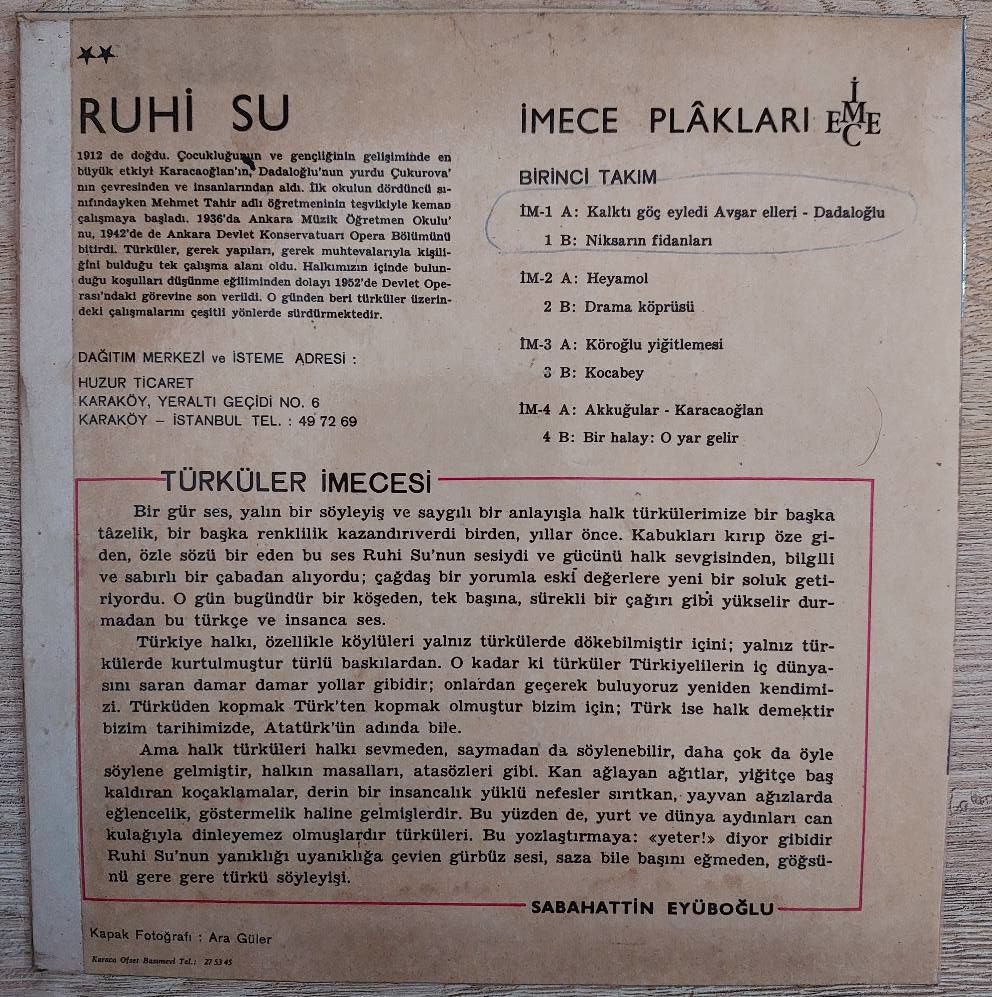 RUHİ SU
1912 de doğdu. Çocukluğunun ve gençliğinin gelişiminde en
büyük etkiyi Karacaoğlan'ın, Dadaloğlu'nun yurdu Çukurova'
nın çevresinden ve insanlarından aldı. İlk okulun dördüncü sı-
nıfındayken Mehmet Tahir adlı öğretmeninin teşvikiyle keman
çalışmaya başladı. 1936'da Ankara Müzik Öğretmen Okulu'
nu, 1942'de de Ankara Devlet Konservatuarı Opera Bölümünü
bitirdi. Türküler, gerek yapıları, gerek muhtevalarıyla kişili-
ğini bulduğu tek çalışma alanı oldu. Halkımızın içinde bulun-
duğu koşulları düşünme eğiliminden dolayı 1952'de Devlet Ope-
rası'ndaki görevine son verildi. O günden beri türküler üzerin-
deki çalışmalarını çeşitli yönlerde sürdürmektedir.
DAĞITIM MERKEZİ ve İSTEME ADRESİ :
HUZUR TİCARET
KARAKÖY, YERALTI GEÇİDİ NO. 6
KARAKÖY – İSTANBUL TEL. : 49 72 69
İMECE PLÂKLARI İMECE
BİRİNCİ TAKIM
İM-1 A: Kalktı göç eyledi Avşar elleri - Dadaloğlu
1 B: Niksarın fidanları
İM-2 A: Heyamol
2 B: Drama köprüsü
İM-3 A: Köroğlu yiğitlemesi
3 B: Kocabey
İM-4 A: Akkuğular - Karacaoğlan
4 B: Bir halay: O yar gelir
TÜRKÜLER İMECESİ
Bir gür ses, yalın bir söyleyiş ve saygılı bir anlayışla halk türkülerimize bir başka
tâzelik, bir başka renklilik kazandırıverdi birden, yıllar önce. Kabukları kırıp öze gi-
den, özle sözü bir eden bu ses Ruhi Su'nun sesiydi ve gücünü halk sevgisinden, bilgili
ve sabırlı bir çabadan alıyordu; çağdaş bir yorumla eski değerlere yeni bir soluk geti-
riyordu. O gün bugündür bir köşeden, tek başına, sürekli bir çağırı gibi yükselir dur-
madan bu türkçe ve insanca ses.
Türkiye halkı, özellikle köylüleri yalnız türkülerde dökebilmiştir içini; yalnız tür-
külerde kurtulmuştur türlü baskılardan. O kadar ki türküler Türkiyelilerin iç dünya-
sını saran damar damar yollar gibidir; onlardan geçerek buluyoruz yeniden kendimi-
zi. Türküden kopmak Türk'ten kopmak olmuştur bizim için; Türk ise halk demektir
bizim tarihimizde, Atatürk'ün adında bile.
Ama halk türküleri halkı sevmeden, saymadan da söylenebilir, daha çok da öyle
söylene gelmiştir, halkın masalları, atasözleri gibi. Kan ağlayan ağıtlar, yiğitçe baş
kaldıran koçaklamalar, derin bir insancalık yüklü nefesler sırıtkan, yayvan ağızlarda
eğlencelik, göstermelik haline gelmişlerdir. Bu yüzden de, yurt ve dünya aydınları can
kulağıyla dinleyemez olmuşlardır türküleri. Bu yozlaştırmaya: «yeter!» diyor gibidir
Ruhi Su'nun yanıklığı uyanıklığa çevien gürbüz sesi, saza bile başını eğmeden, göğsü-
nü gere gere türkü söyleyişi.
SABAHATTİN EYÜBOĞLU
Kapak Fotoğrafı : Ara Güler
Karaca Ofset Basımevi Tel.: 27 53 45